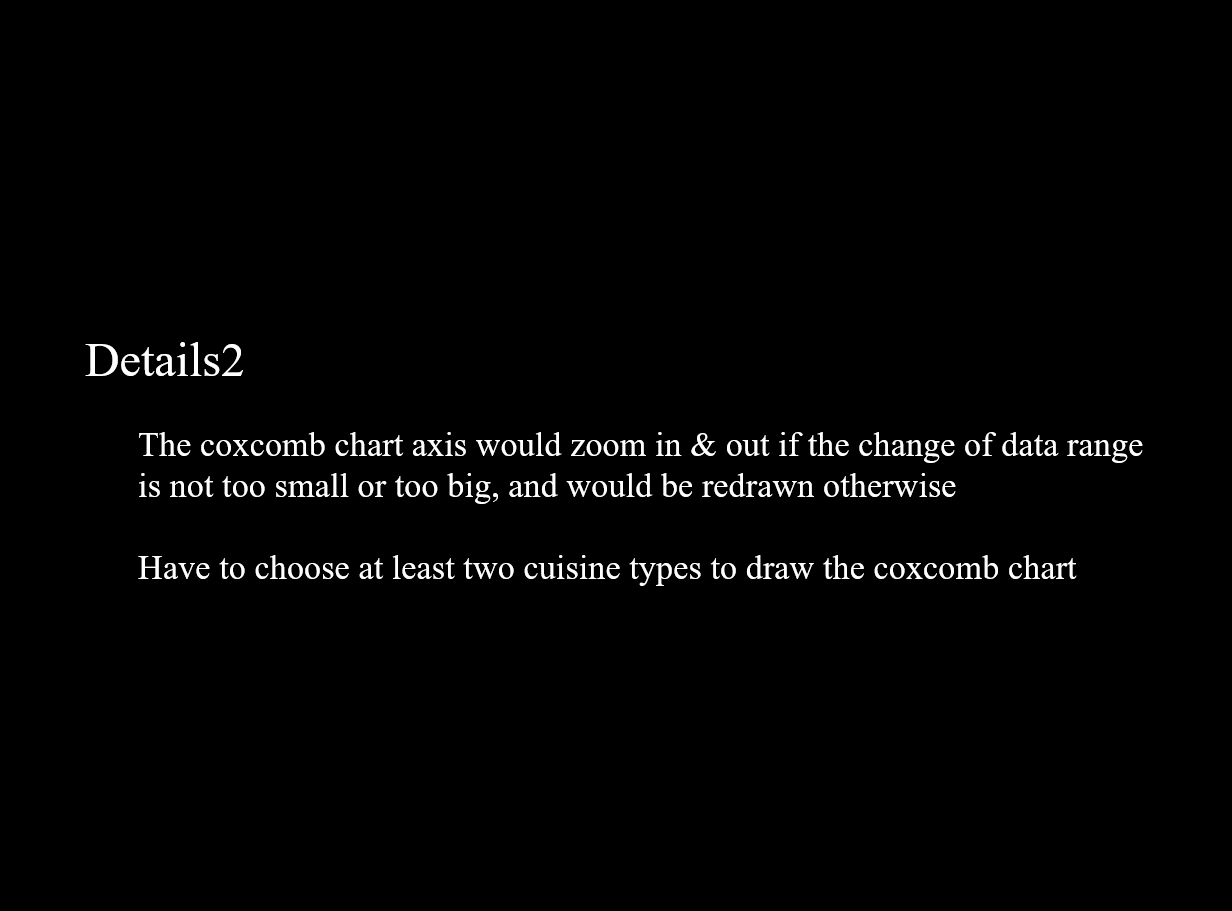 Details2
The coxcomb chart axis would zoom in & out if the change of data range
is not too small or too big, and would be redrawn otherwise
Have to choose at least two cuisine types to draw the coxcomb chart